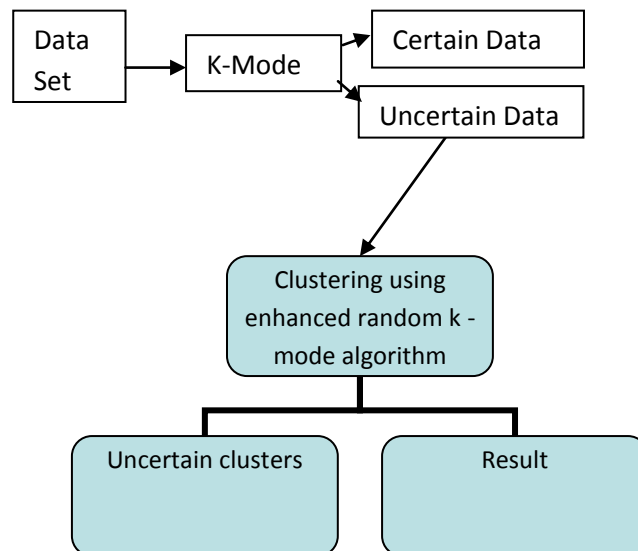 Data
Set
K-Mode
Certain Data
Uncertain Data
Clustering using
enhanced random k -
mode algorithm
Uncertain clusters
Result